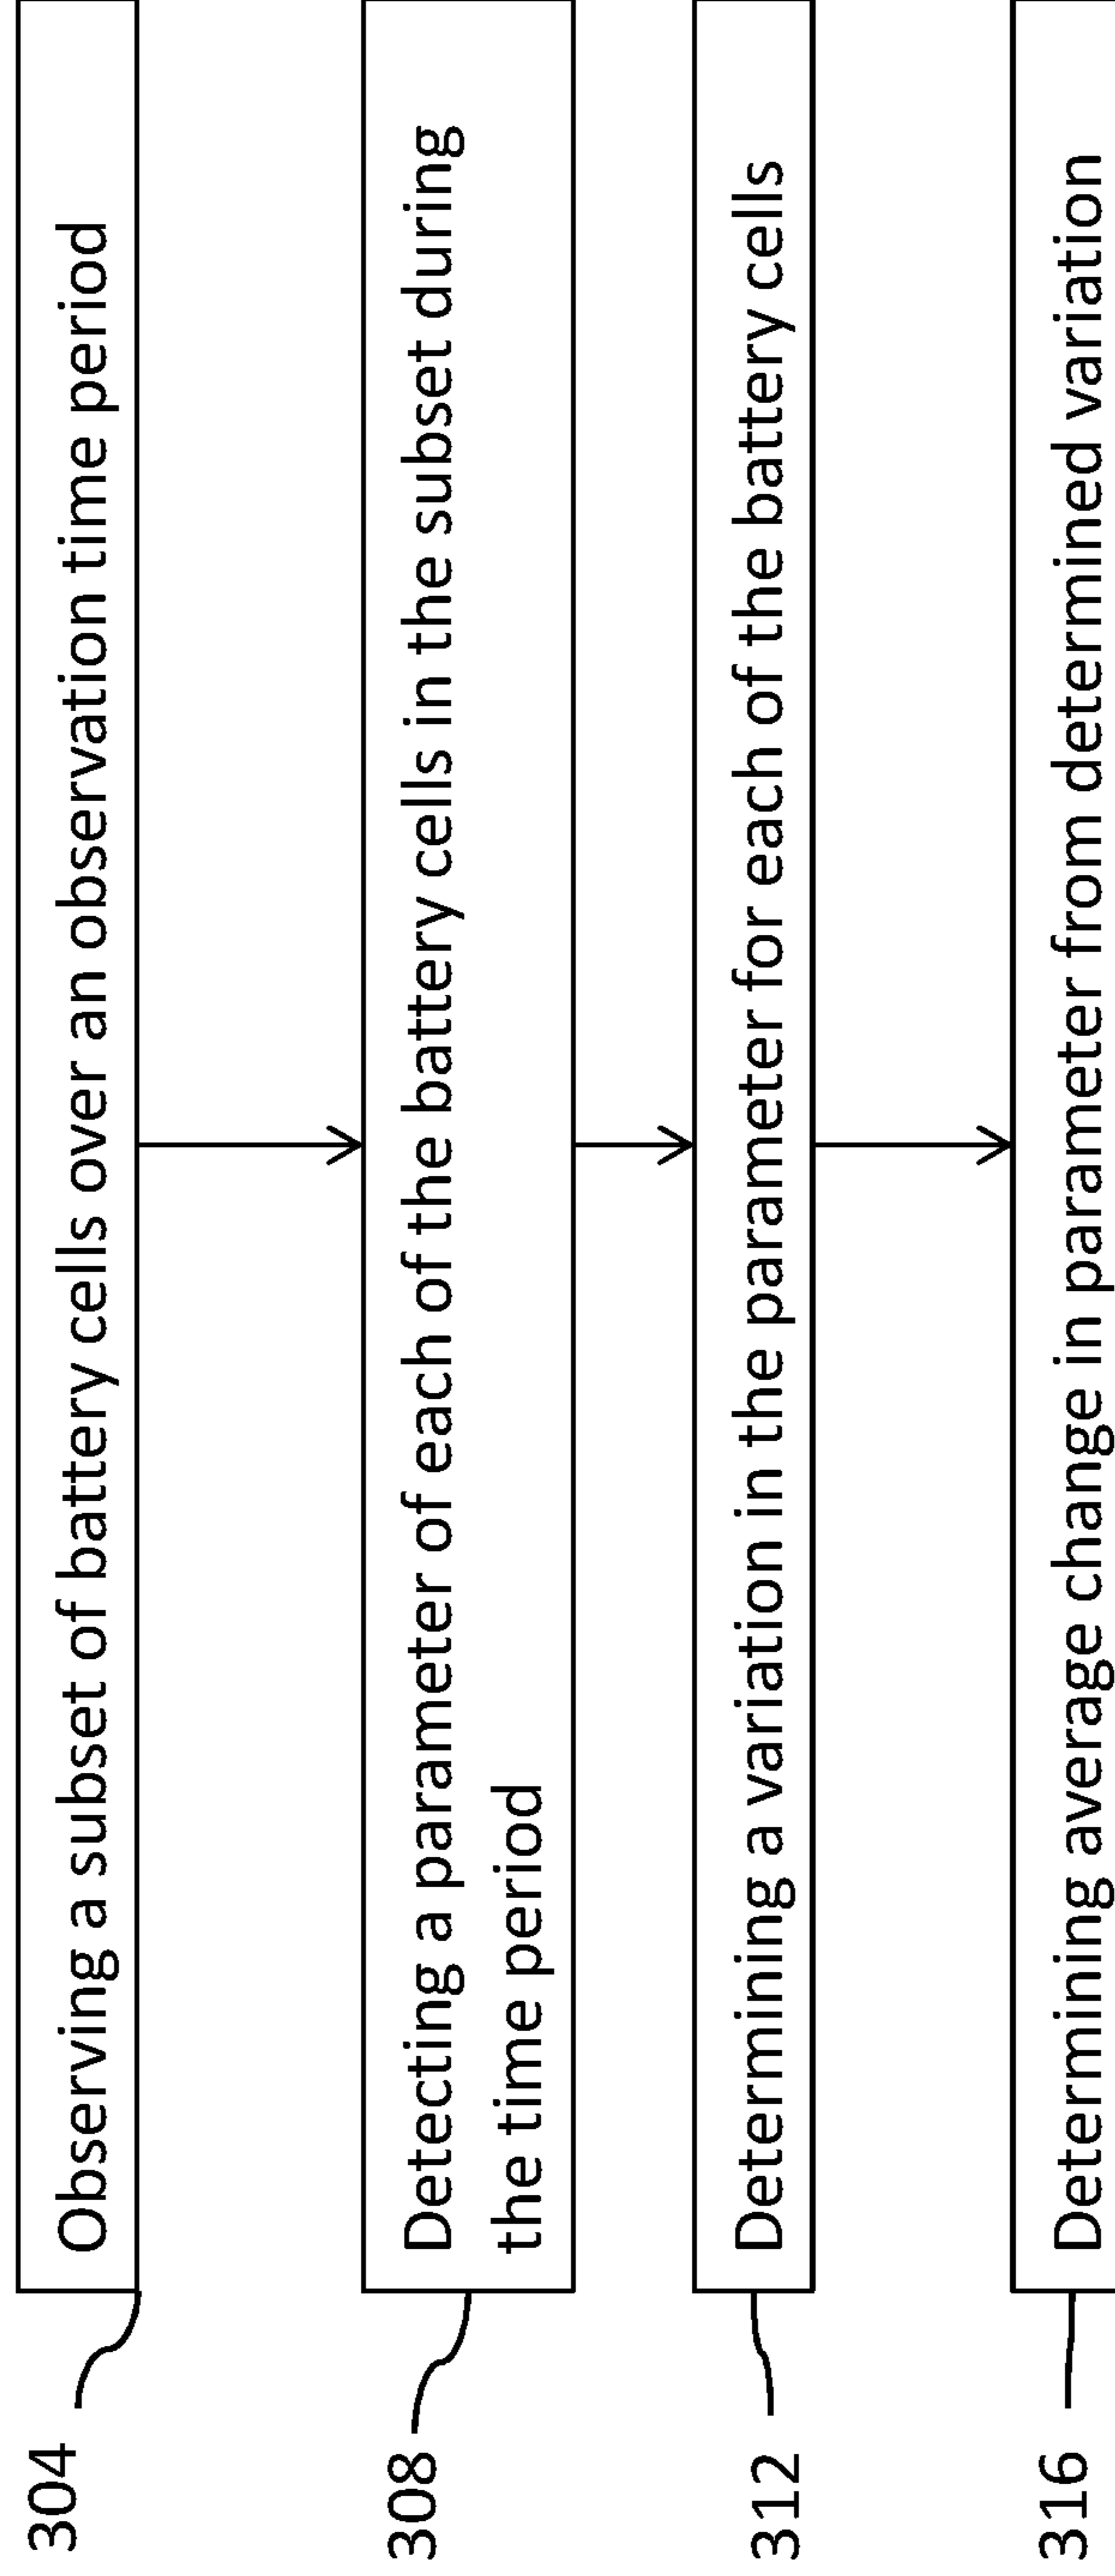 304
Observing a subset of battery cells over an observation time period
308
Detecting a parameter of each of the battery cells in the subset during
the time period
312
Determining a variation in the parameter for each of the battery cells
316
Determining average change in parameter from determined variation